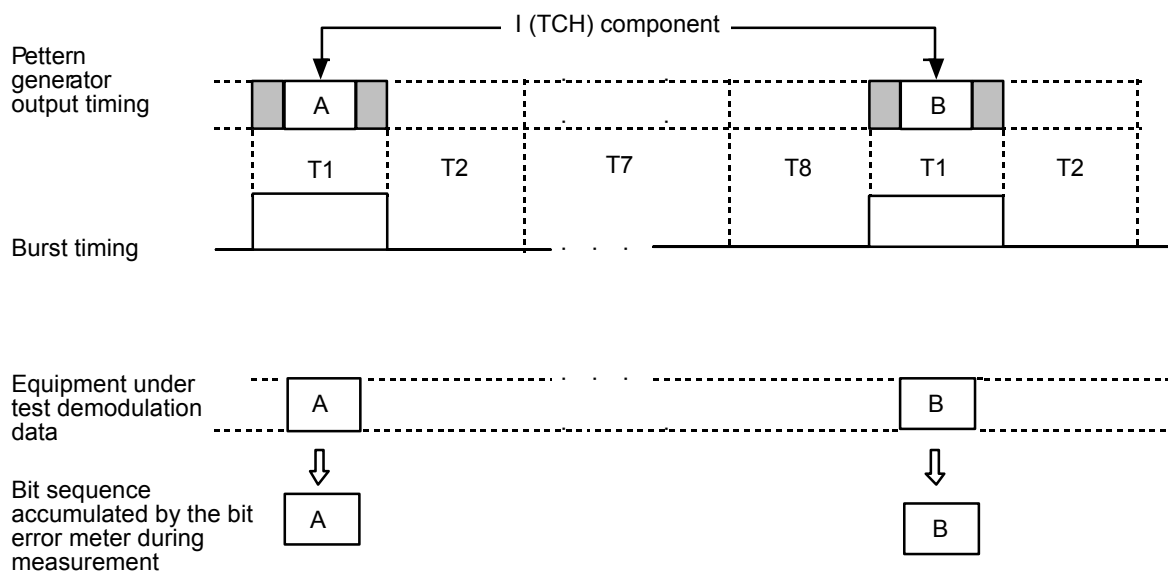 I (TCH) component
Pettern
generator
output timing
A
B
T1
T2
T7
T8
T1
T2
Burst timing
Equipment under
test demodulation
data
A
B
Bit sequence
accumulated by the bit
error meter during
measurement
A
B